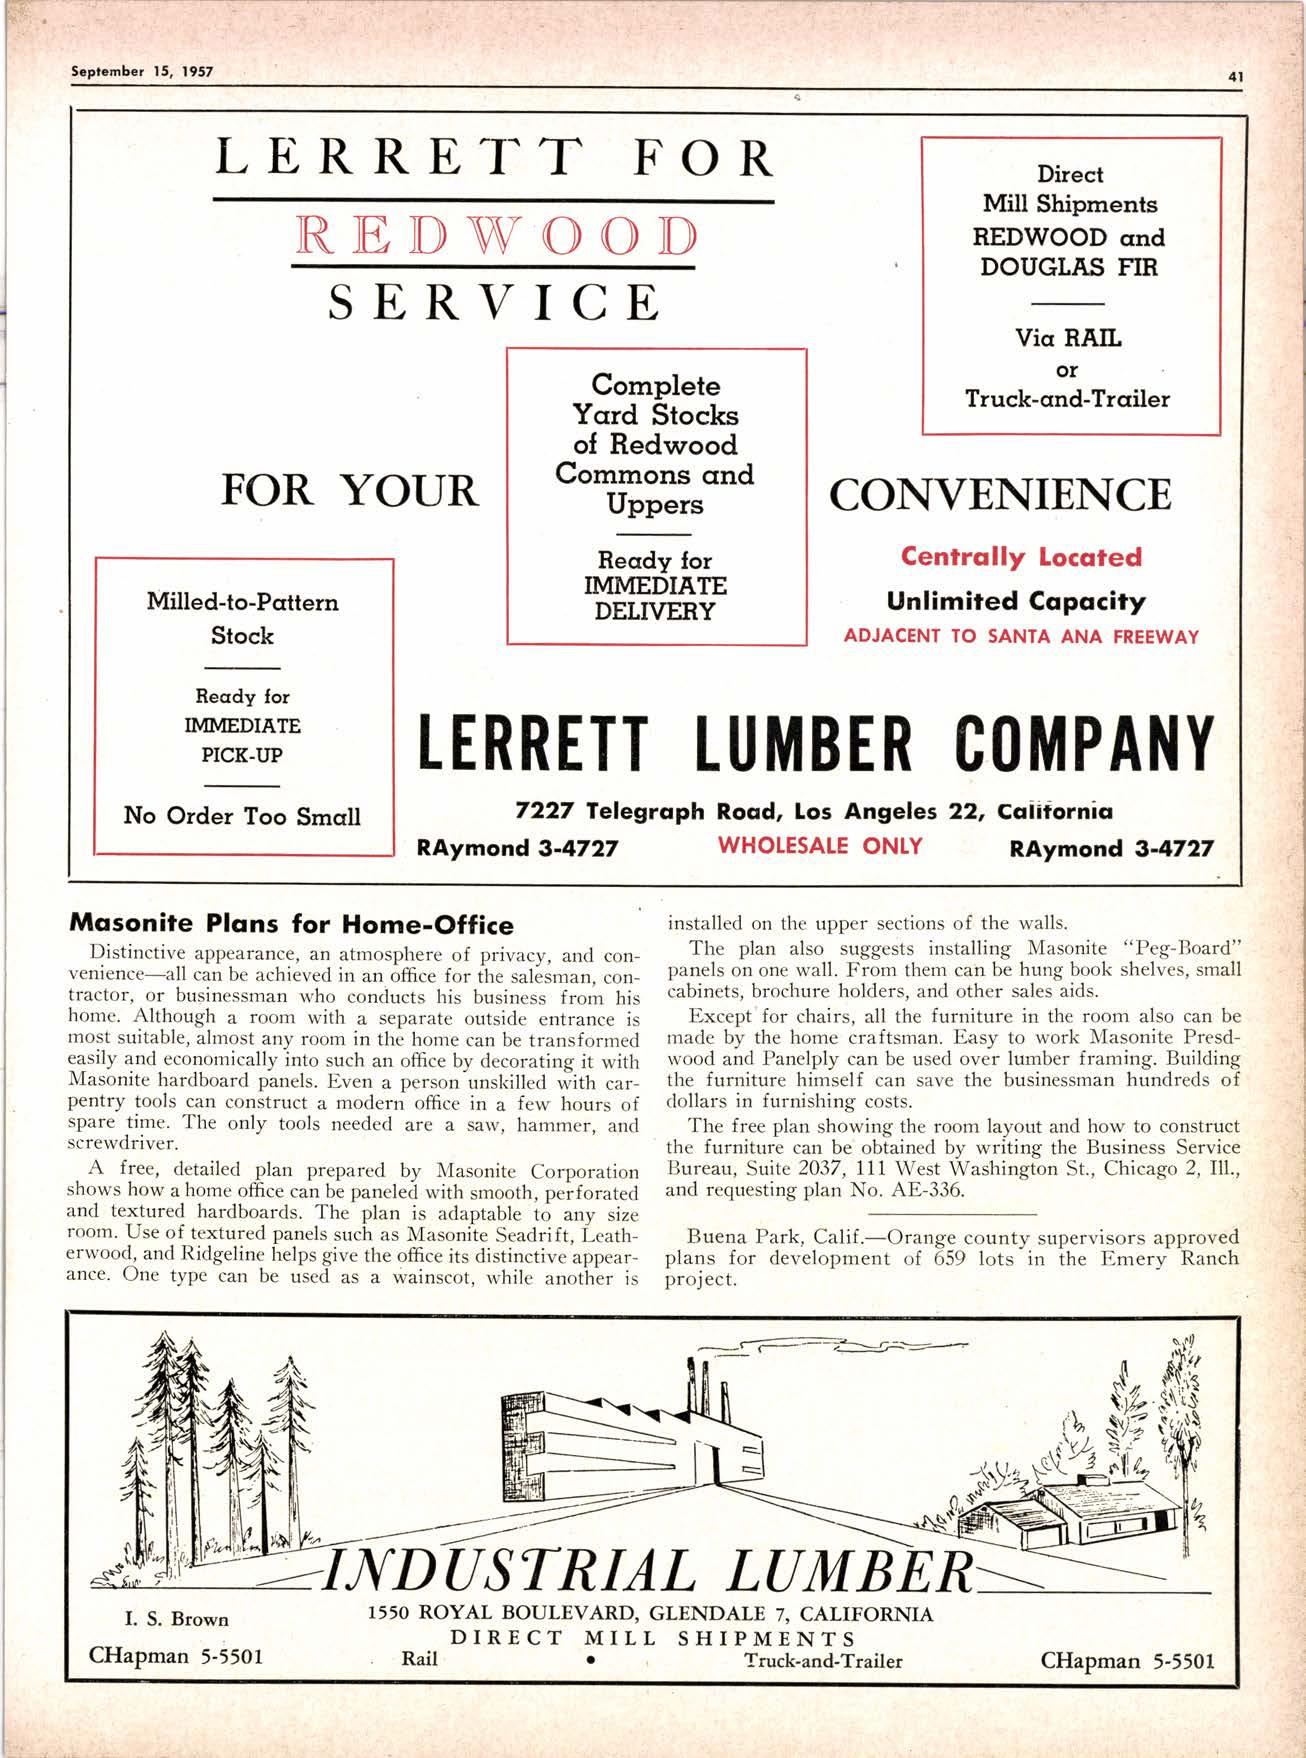 September 15, 1957
41
LERRETT FOR
REDWOOD
SERVICE
Direct
Mill Shipments
REDWOOD and
DOUGLAS FIR
Via RAIL
or
Truck-and-Trailer
FOR YOUR
Complete
Yard Stocks
of Redwood
Commons and
Uppers
Ready for
IMMEDIATE
DELIVERY
CONVENIENCE
Centrally Located
Unlimited Capacity
ADJACENT TO SANTA ANA FREEWAY
Milled-to-Pattern
Stock
Ready for
IMMEDIATE
PICK-UP
No Order Too Small
LERRETT LUMBER COMPANY
7227 Telegraph Road, Los Angeles 22, California
RAymond 3-4727 WHOLESALE ONLY RAymond 3-4727
Masonite Plans for Home-Office
Distinctive appearance, an atmosphere of privacy, and con-
venience—all can be achieved in an office for the salesman, con-
tractor, or businessman who conducts his business from his
home. Although a room with a separate outside entrance is
most suitable, almost any room in the home can be transformed
easily and economically into such an office by decorating it with
Masonite hardboard panels. Even a person unskilled with car-
pentry tools can construct a modern office in a few hours of
spare time. The only tools needed are a saw, hammer, and
screwdriver.
A free, detailed plan prepared by Masonite Corporation
shows how a home office can be paneled with smooth, perforated
and textured hardboards. The plan is adaptable to any size
room. Use of textured panels such as Masonite Seadrift, Leath-
erwood, and Ridgeline helps give the office its distinctive appear-
ance. One type can be used as a wainscot, while another is
installed on the upper sections of the walls.
The plan also suggests installing Masonite “Peg-Board”
panels on one wall. From them can be hung book shelves, small
cabinets, brochure holders, and other sales aids.
Except for chairs, all the furniture in the room also can be
made by the home craftsman. Easy to work Masonite Presd-
wood and Panelply can be used over lumber framing. Building
the furniture himself can save the businessman hundreds of
dollars in furnishing costs.
The free plan showing the room layout and how to construct
the furniture can be obtained by writing the Business Service
Bureau, Suite 2037, 111 West Washington St., Chicago 2, Ill.,
and requesting plan No. AE-336.
Buena Park, Calif.—Orange county supervisors approved
plans for development of 659 lots in the Emery Ranch
project.
INDUSTRIAL LUMBER
I. S. Brown
1550 ROYAL BOULEVARD, GLENDALE 7, CALIFORNIA
DIRECT MILL SHIPMENTS
CHapman 5-5501 Rail • Truck-and-Trailer CHapman 5-5501